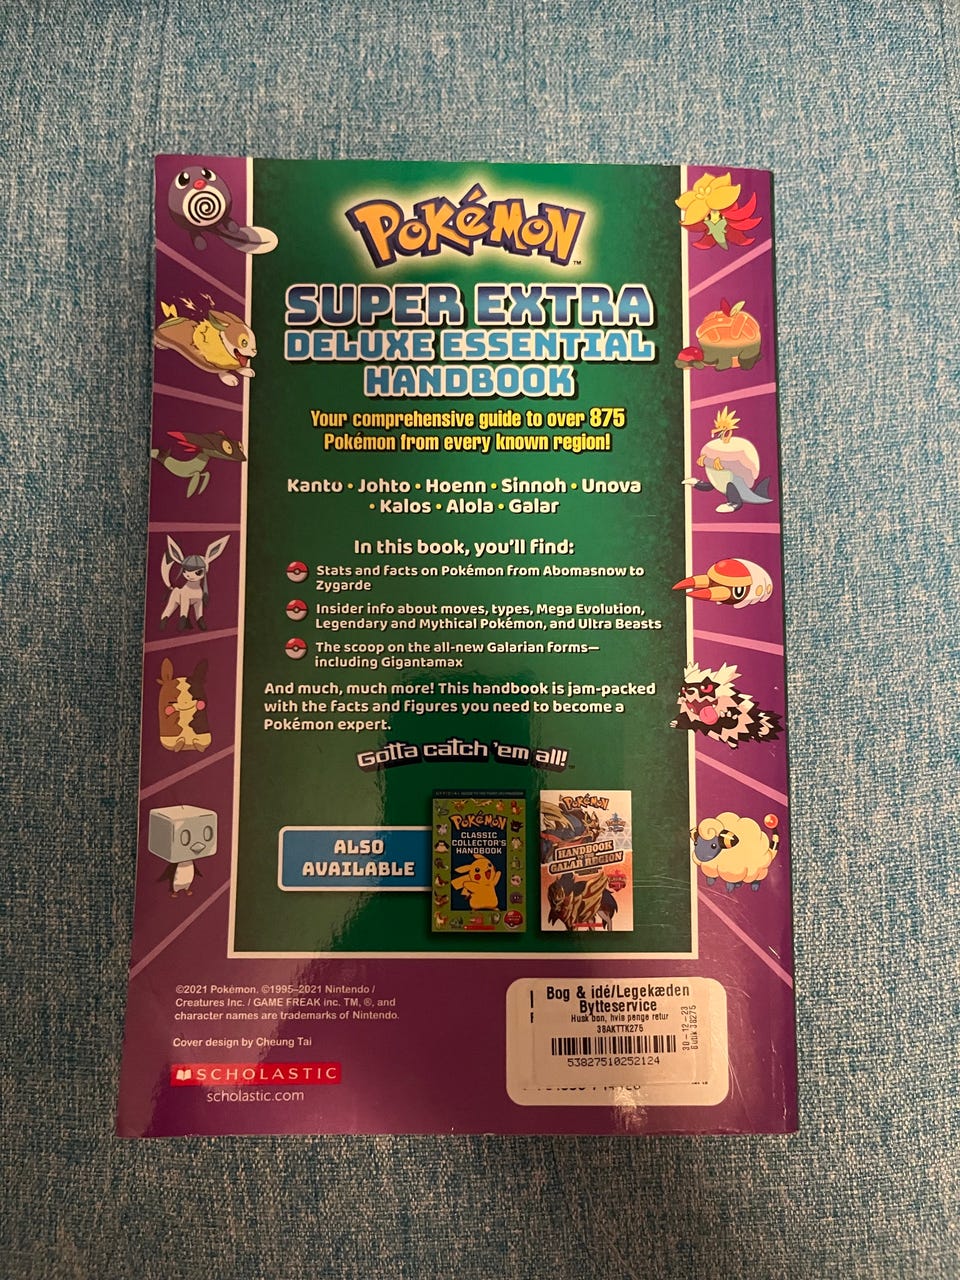 POKéMON™
SUPER EXTRA
DELUXE ESSENTIAL
HANDBOOK
Your comprehensive guide to over 875
Pokémon from every known region!
Kanto • Johto • Hoenn • Sinnoh • Unova
• Kalos • Alola • Galar
In this book, you'll find:
Stats and facts on Pokémon from Abomasnow to
Zygarde
Insider info about moves, types, Mega Evolution,
Legendary and Mythical Pokémon, and Ultra Beasts
The scoop on the all-new Galarian forms—
including Gigantamax
And much, much more! This handbook is jam-packed
with the facts and figures you need to become a
Pokémon expert.
Gotta catch 'em all!™
ALSO
AVAILABLE
POKéMON
CLASSIC
COLLECTOR'S
HANDBOOK
POKéMON
HANDBOOK
GALAR REGION
©2021 Pokémon. ©1995–2021 Nintendo /
Creatures Inc. / GAME FREAK inc. TM, ®, and
character names are trademarks of Nintendo.
Cover design by Cheung Tai
SCHOLASTIC
scholastic.com
Bog & idé/Legekæden
Bytteservice
Husk bon, hvis penge retur
38AKTTK275
53827510252124
30-12-23
Butik 38275